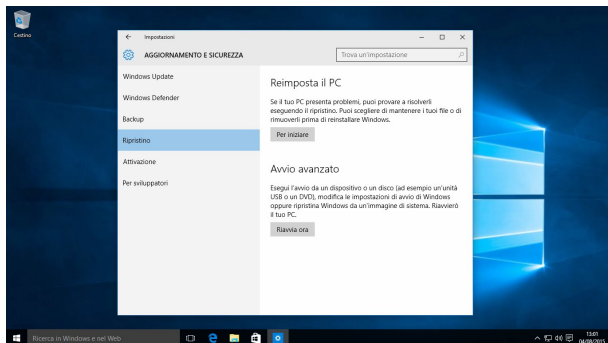 Cestino
Impostazioni
AGGIORNAMENTO E SICUREZZA
Trova un'impostazione
Windows Update
Windows Defender
Backup
Ripristino
Attivazione
Per sviluppatori
Reimposta il PC
Se il tuo PC presenta problemi, puoi provare a risolverli
eseguendo il ripristino. Puoi scegliere di mantenere i tuoi file o di
rimuoverli prima di reinstallare Windows.
Per iniziare
Avvio avanzato
Esegui l'avvio da un dispositivo o un disco (ad esempio un'unità
USB o un DVD), modifica le impostazioni di avvio di Windows
oppure ripristina Windows da un'immagine di sistema. Riavvierò
il tuo PC.
Riavvia ora
Ricerca in Windows e nel Web
13:01
04/08/2015